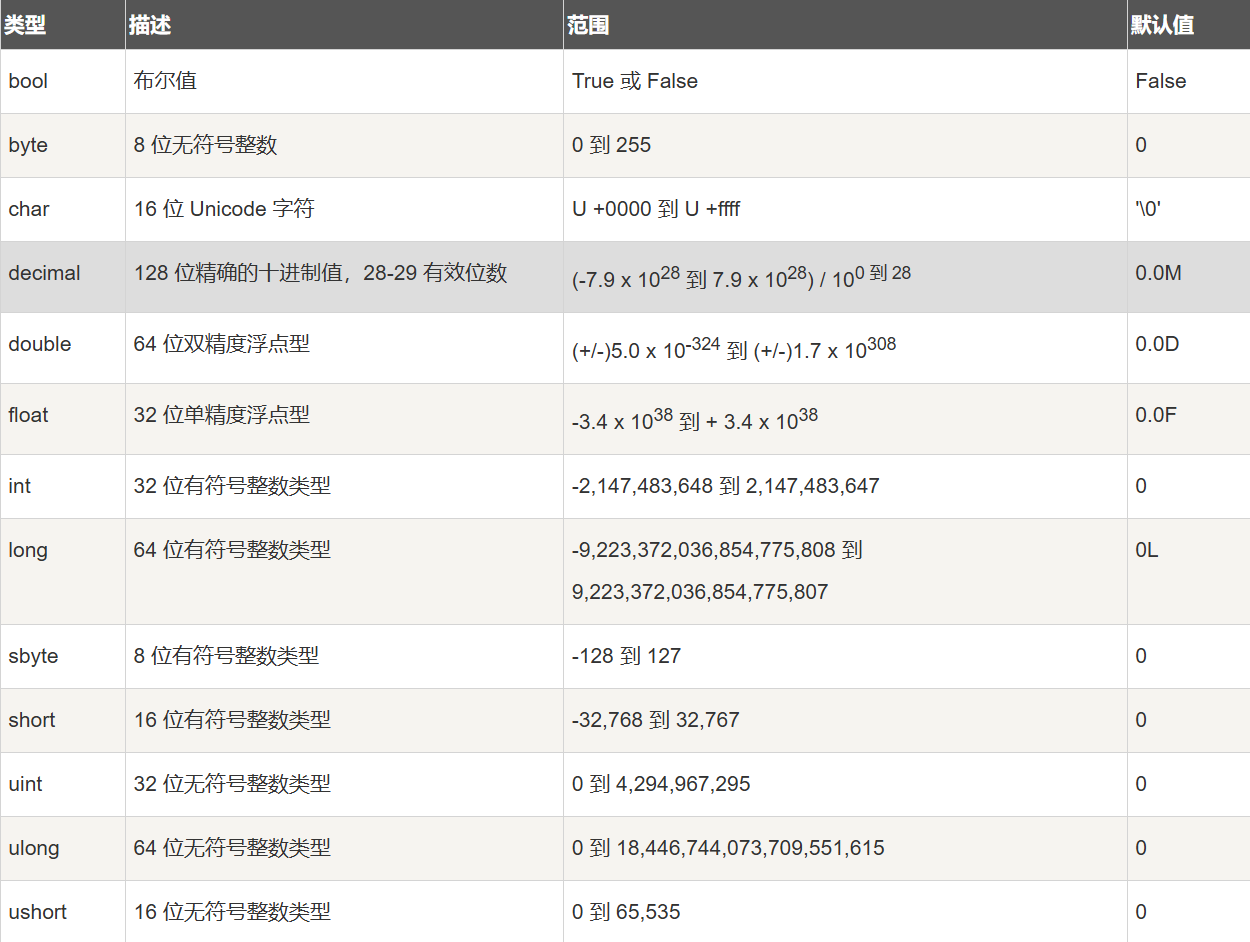 类型 描述 范围 默认值
bool 布尔值 True 或 False False
byte 8 位无符号整数 0 到 255 0
char 16 位 Unicode 字符 U +0000 到 U +ffff '\0'
decimal 128 位精确的十进制值，28-29 有效位数 (-7.9 x 10^28 到 7.9 x 10^28) / 10^0 到 28 0.0M
double 64 位双精度浮点型 (+/-)5.0 x 10^-324 到 (+/-)1.7 x 10^308 0.0D
float 32 位单精度浮点型 -3.4 x 10^38 到 + 3.4 x 10^38 0.0F
int 32 位有符号整数类型 -2,147,483,648 到 2,147,483,647 0
long 64 位有符号整数类型 -9,223,372,036,854,775,808 到 0L
9,223,372,036,854,775,807
sbyte 8 位有符号整数类型 -128 到 127 0
short 16 位有符号整数类型 -32,768 到 32,767 0
uint 32 位无符号整数类型 0 到 4,294,967,295 0
ulong 64 位无符号整数类型 0 到 18,446,744,073,709,551,615 0
ushort 16 位无符号整数类型 0 到 65,535 0